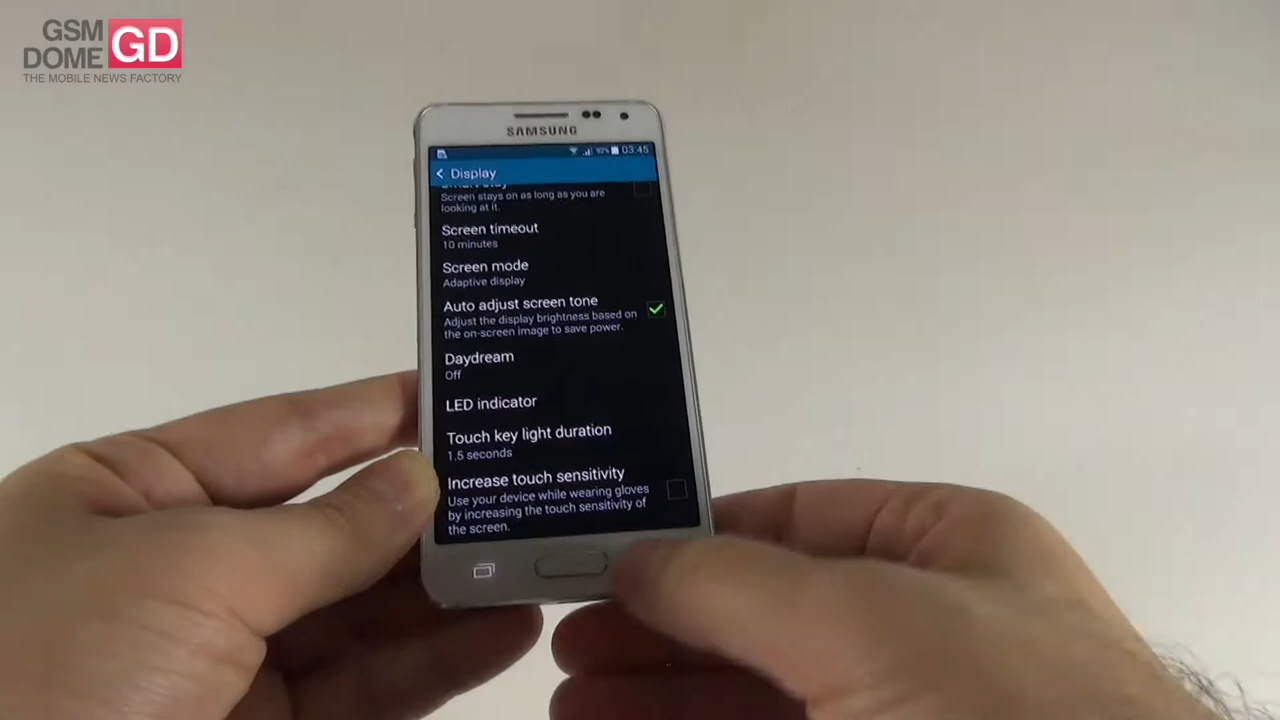 GSM
DOME GD
THE MOBILE NEWS FACTORY
SAMSUNG
92% 03:45
Display
Smart stay
Screen stays on as long as you are
looking at it.
Screen timeout
10 minutes
Screen mode
Adaptive display
Auto adjust screen tone
Adjust the display brightness based on
the on-screen image to save power.
Daydream
Off
LED indicator
Touch key light duration
1.5 seconds
Increase touch sensitivity
Use your device while wearing gloves
by increasing the touch sensitivity of
the screen.